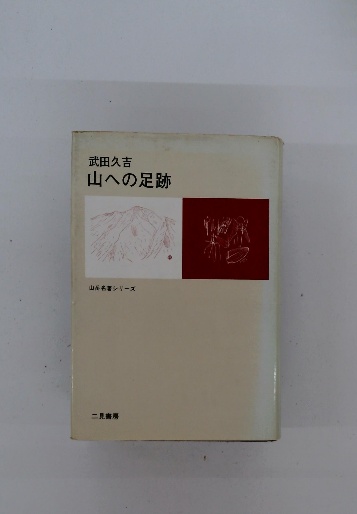 武田久吉
山への足跡
山岳名著シリーズ
二見書房